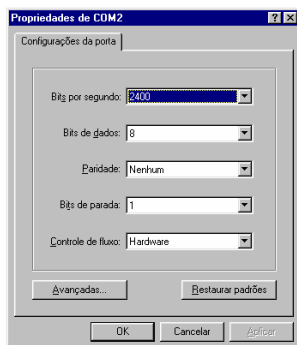 Propriedades de COM2
Configurações da porta
Bits por segundo: 2400
Bits de dados: 8
Paridade: Nenhum
Bits de parada: 1
Controle de fluxo: Hardware
Avançadas... Restaurar padrões
OK Cancelar Aplicar